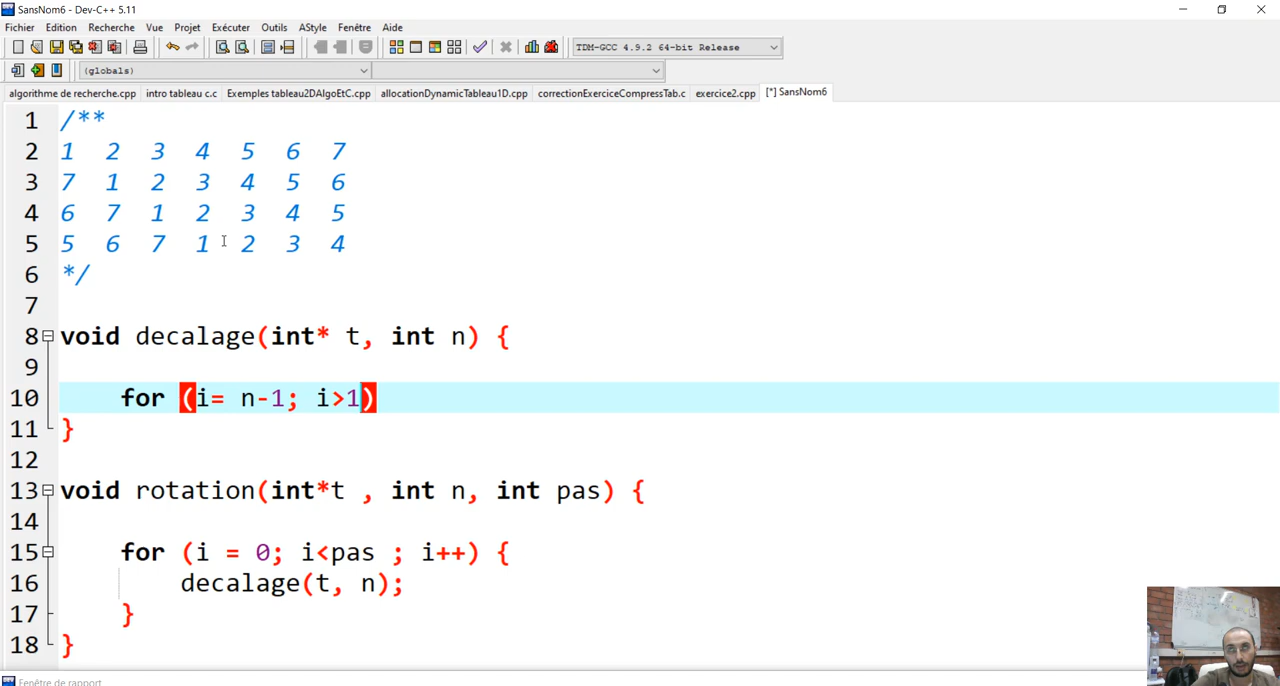 SansNom6 - Dev-C++ 5.11
Fichier Edition Recherche Vue Projet Exécuter Outils AStyle Fenêtre Aide
TDM-GCC 4.9.2 64-bit Release
(globals)
algorithme de recherche.cpp intro tableau c.c Exemples tableau2DAlgoEtC.cpp allocationDynamicTableau1D.cpp correctionExerciceCompressTab.c exercice2.cpp [*] SansNom6
1 /**
2 1 2 3 4 5 6 7
3 7 1 2 3 4 5 6
4 6 7 1 2 3 4 5
5 5 6 7 1 2 3 4
6 */
7
8 void decalage(int* t, int n) {
9
10 for (i= n-1; i>1)
11 }
12
13 void rotation(int*t , int n, int pas) {
14
15 for (i = 0; i<pas ; i++) {
16 decalage(t, n);
17 }
18 }
Fenêtre de rapport